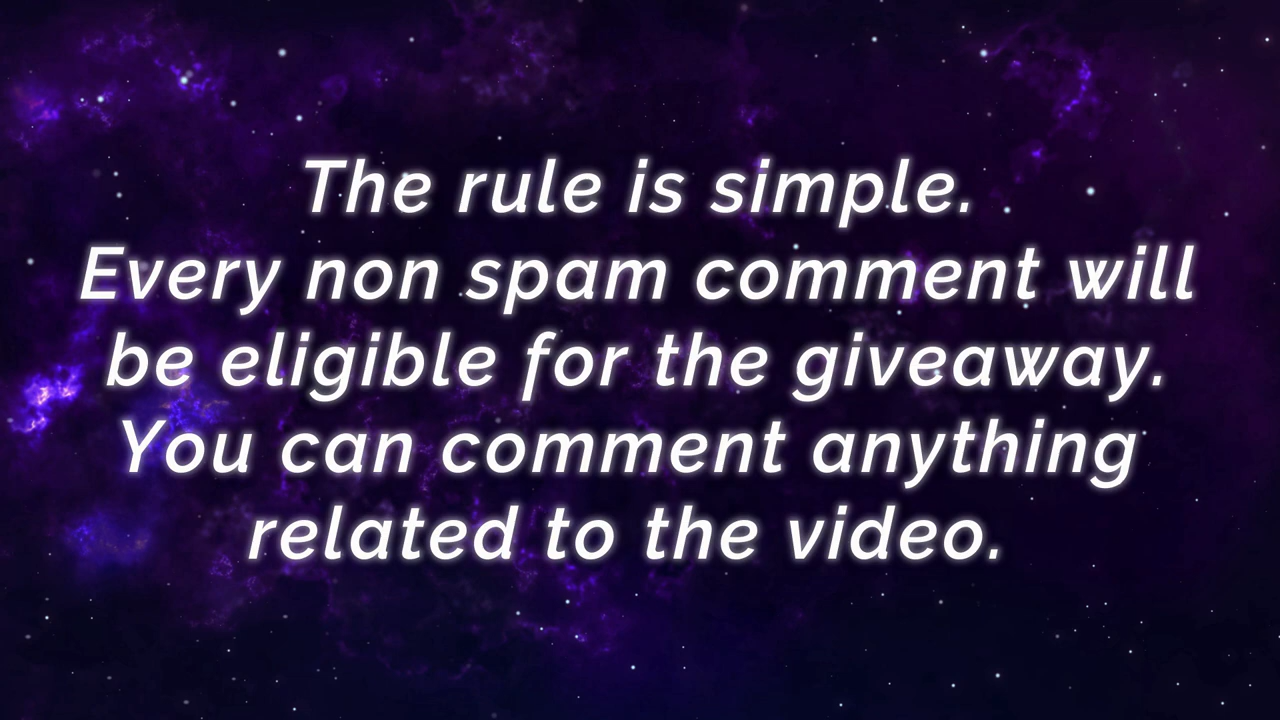 The rule is simple.
Every non spam comment will
be eligible for the giveaway.
You can comment anything
related to the video.